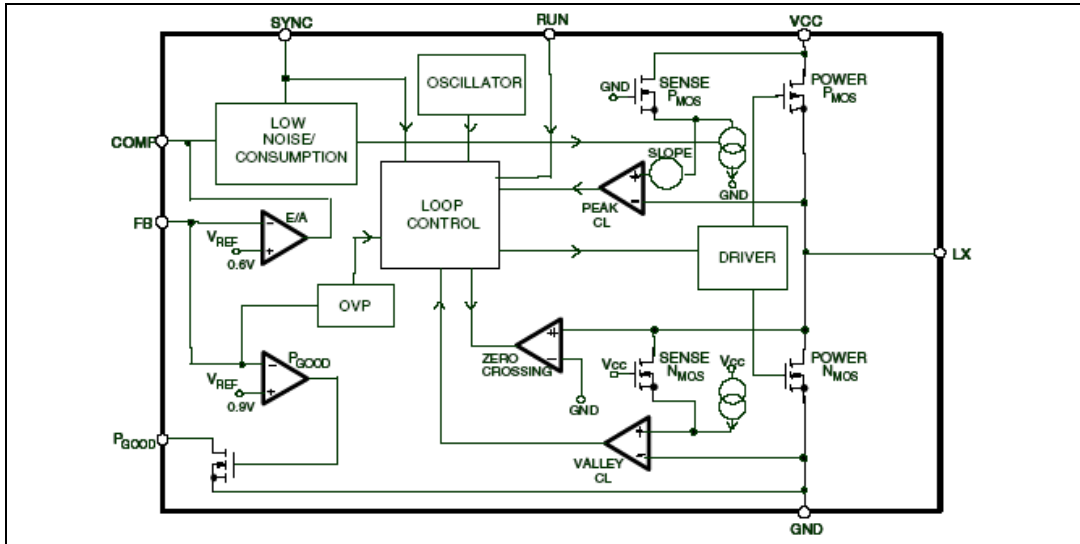 SYNC
RUN
VCC
OSCILLATOR
GND
SENSE
PMOS
POWER
PMOS
LOW
NOISE/
CONSUMPTION
COMP
SLOPE
+
-
GND
PEAK
CL
LOOP
CONTROL
FB
-
E/A
VREF
+
0.6V
DRIVER
LX
OVP
ZERO
CROSSING
+
-
GND
VCC
SENSE
NMOS
VCC
POWER
NMOS
PGOOD
-
VREF
+
0.9V
PGOOD
+
-
VALLEY
CL
GND